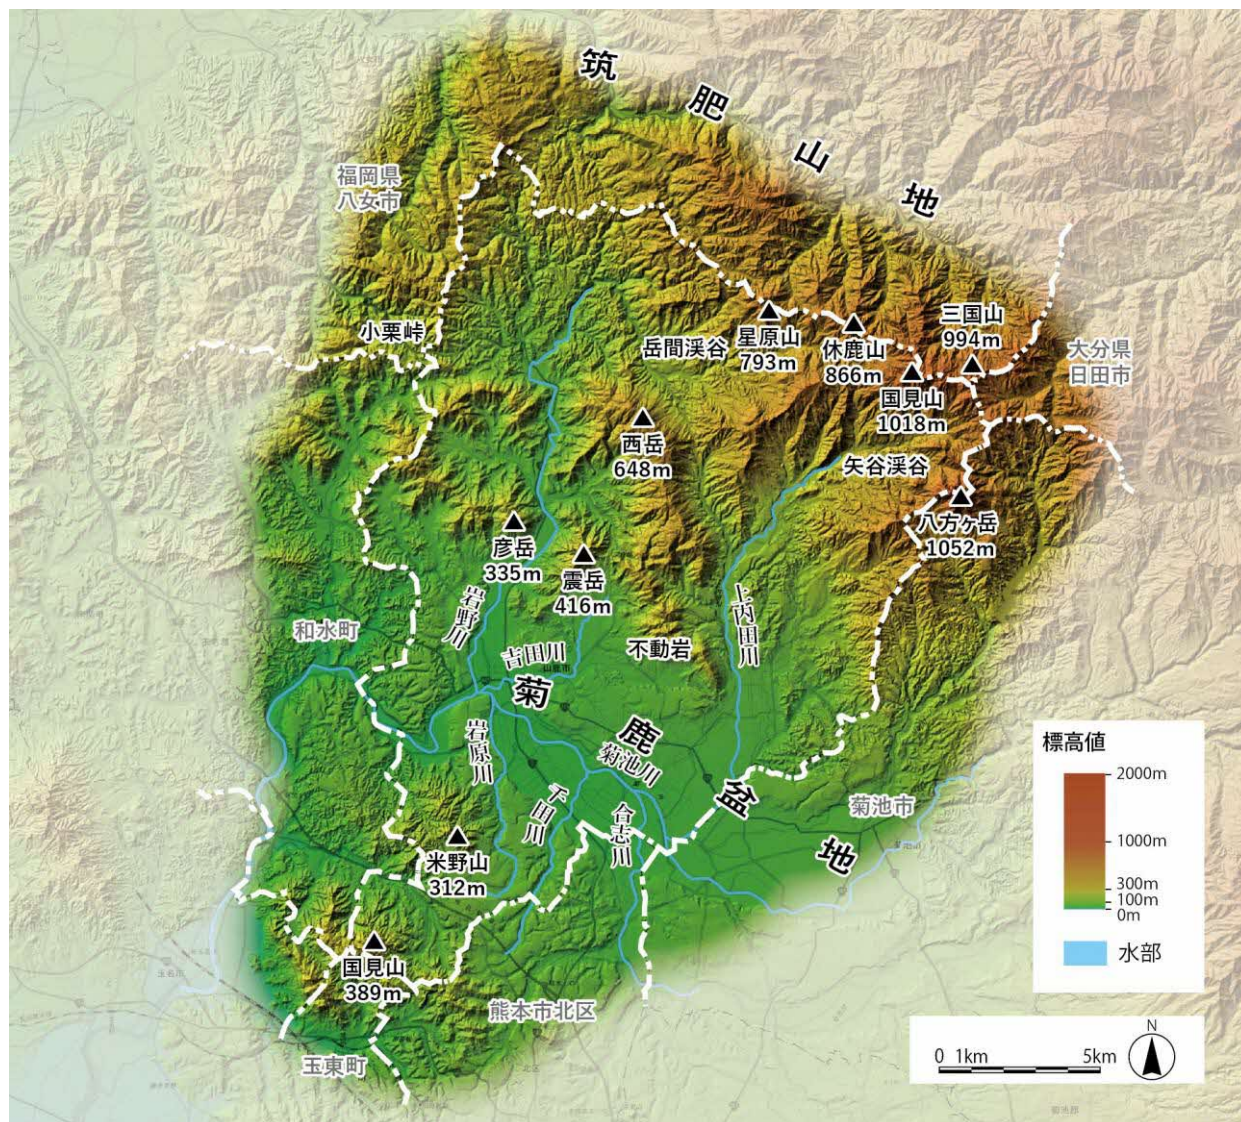 筑肥山地
福岡県
八女市
小栗峠
岳間渓谷
星原山
793m
休鹿山
866m
三国山
994m
国見山
1018m
大分県
日田市
西岳
648m
矢谷渓谷
八方ヶ岳
1052m
彦岳
335m
震岳
416m
岩野川
上内田川
和水町
吉田川
山鹿市
不動岩
菊鹿盆地
岩原川
菊池川
千田川
合志川
菊池市
米野山
312m
国見山
389m
熊本市北区
玉東町
標高値
2000m
1000m
300m
100m
0m
水部
0 1km 5km
N